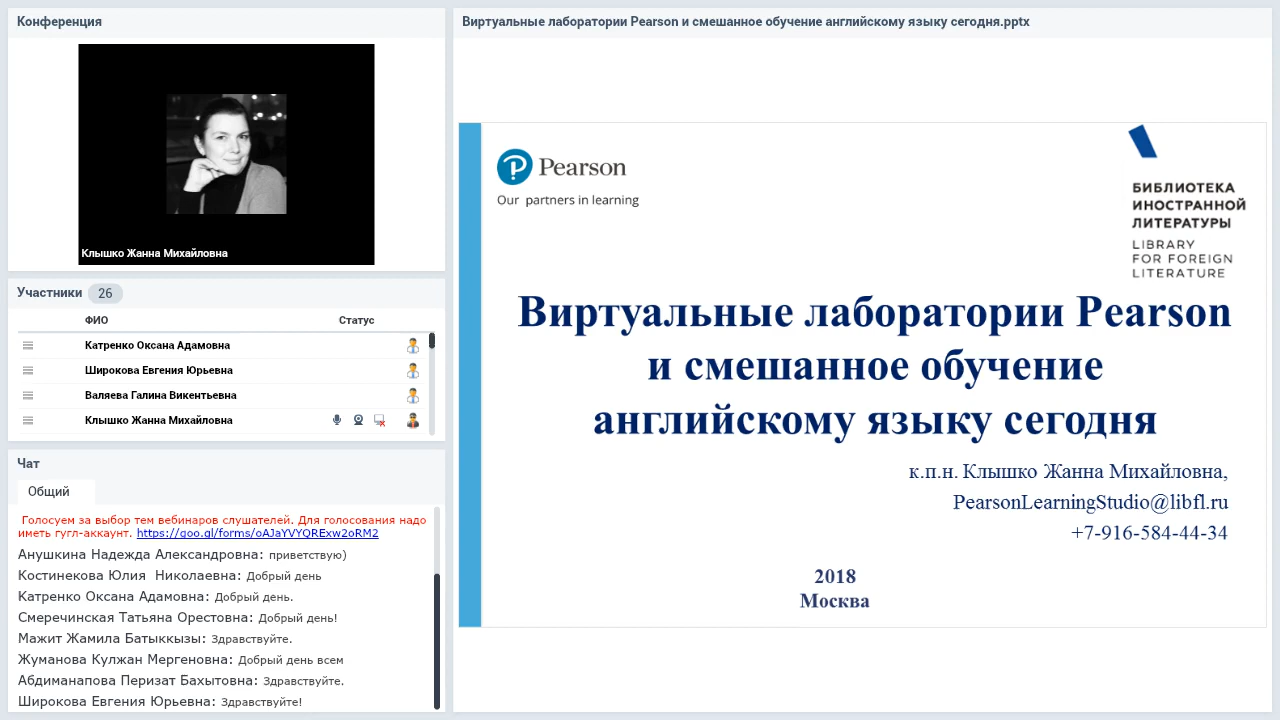 Конференция
Клышко Жанна Михайловна
Участники 26
ФИО Статус
Катренко Оксана Адамовна
Широкова Евгения Юрьевна
Валяева Галина Викентьевна
Клышко Жанна Михайловна
Чат
Общий
Голосуем за выбор тем вебинаров слушателей. Для голосования надо
иметь гугл-аккаунт. https://goo.gl/forms/oAJaYVYQRExw2oRM2
Анушкина Надежда Александровна: приветствую)
Костинекова Юлия Николаевна: Добрый день
Катренко Оксана Адамовна: Добрый день.
Смеречинская Татьяна Орестовна: Добрый день!
Мажит Жамила Батыккызы: Здравствуйте.
Жуманова Кулжан Мергеновна: Добрый день всем
Абдиманапова Перизат Бахытовна: Здравствуйте.
Широкова Евгения Юрьевна: Здравствуйте!
Виртуальные лаборатории Pearson и смешанное обучение английскому языку сегодня.pptx
Pearson
Our partners in learning
БИБЛИОТЕКА
ИНОСТРАННОЙ
ЛИТЕРАТУРЫ
LIBRARY
FOR FOREIGN
LITERATURE
Виртуальные лаборатории Pearson
и смешанное обучение
английскому языку сегодня
к.п.н. Клышко Жанна Михайловна,
PearsonLearningStudio@libfl.ru
+7-916-584-44-34
2018
Москва